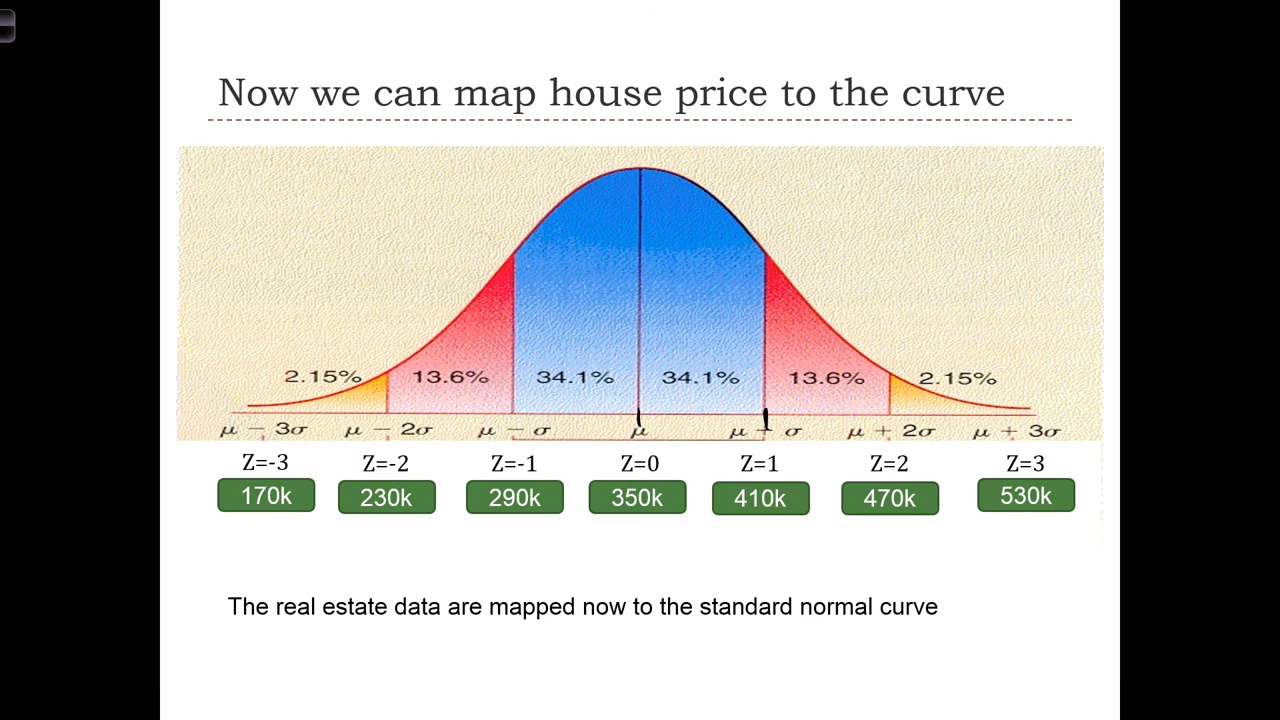 Now we can map house price to the curve
2.15% 13.6% 34.1% 34.1% 13.6% 2.15%
μ − 3σ μ − 2σ μ − σ μ μ + σ μ + 2σ μ + 3σ
Z=-3 Z=-2 Z=-1 Z=0 Z=1 Z=2 Z=3
170k 230k 290k 350k 410k 470k 530k
The real estate data are mapped now to the standard normal curve